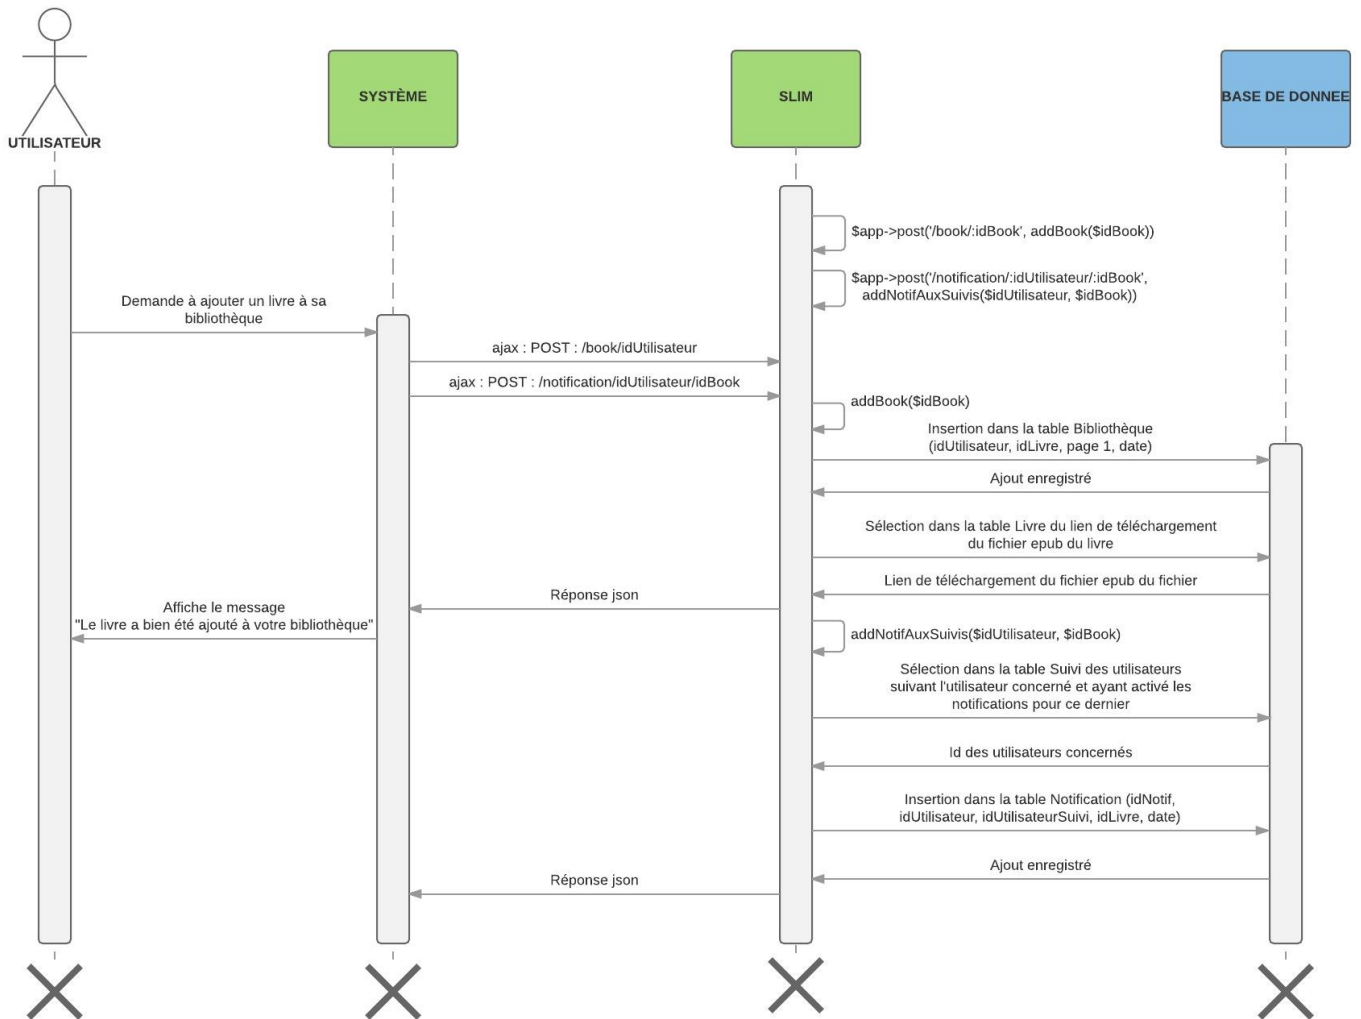 UTILISATEUR
SYSTÈME
SLIM
BASE DE DONNEE
$app->post('/book/:idBook', addBook($idBook))
$app->post('/notification/:idUtilisateur/:idBook',
addNotifAuxSuivis($idUtilisateur, $idBook))
Demande à ajouter un livre à sa
bibliothèque
ajax : POST : /book/idUtilisateur
ajax : POST : /notification/idUtilisateur/idBook
addBook($idBook)
Insertion dans la table Bibliothèque
(idUtilisateur, idLivre, page 1, date)
Ajout enregistré
Sélection dans la table Livre du lien de téléchargement
du fichier epub du livre
Lien de téléchargement du fichier epub du fichier
Réponse json
Affiche le message
"Le livre a bien été ajouté à votre bibliothèque"
addNotifAuxSuivis($idUtilisateur, $idBook)
Sélection dans la table Suivi des utilisateurs
suivant l'utilisateur concerné et ayant activé les
notifications pour ce dernier
Id des utilisateurs concernés
Insertion dans la table Notification (idNotif,
idUtilisateur, idUtilisateurSuivi, idLivre, date)
Ajout enregistré
Réponse json